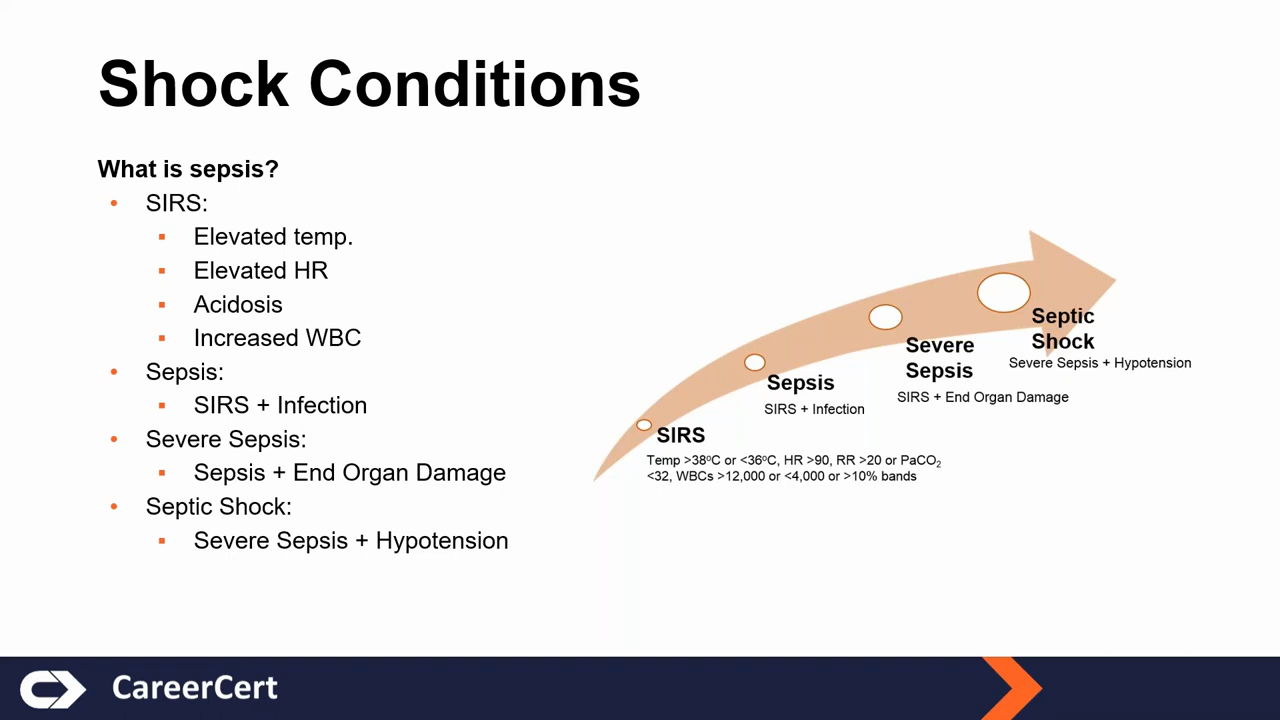 Shock Conditions
What is sepsis?
• SIRS:
▪ Elevated temp.
▪ Elevated HR
▪ Acidosis
▪ Increased WBC
• Sepsis:
▪ SIRS + Infection
• Severe Sepsis:
▪ Sepsis + End Organ Damage
• Septic Shock:
▪ Severe Sepsis + Hypotension
SIRS
Temp >38ºC or <36ºC, HR >90, RR >20 or PaCO₂
<32, WBCs >12,000 or <4,000 or >10% bands
Sepsis
SIRS + Infection
Severe
Sepsis
SIRS + End Organ Damage
Septic
Shock
Severe Sepsis + Hypotension
CareerCert